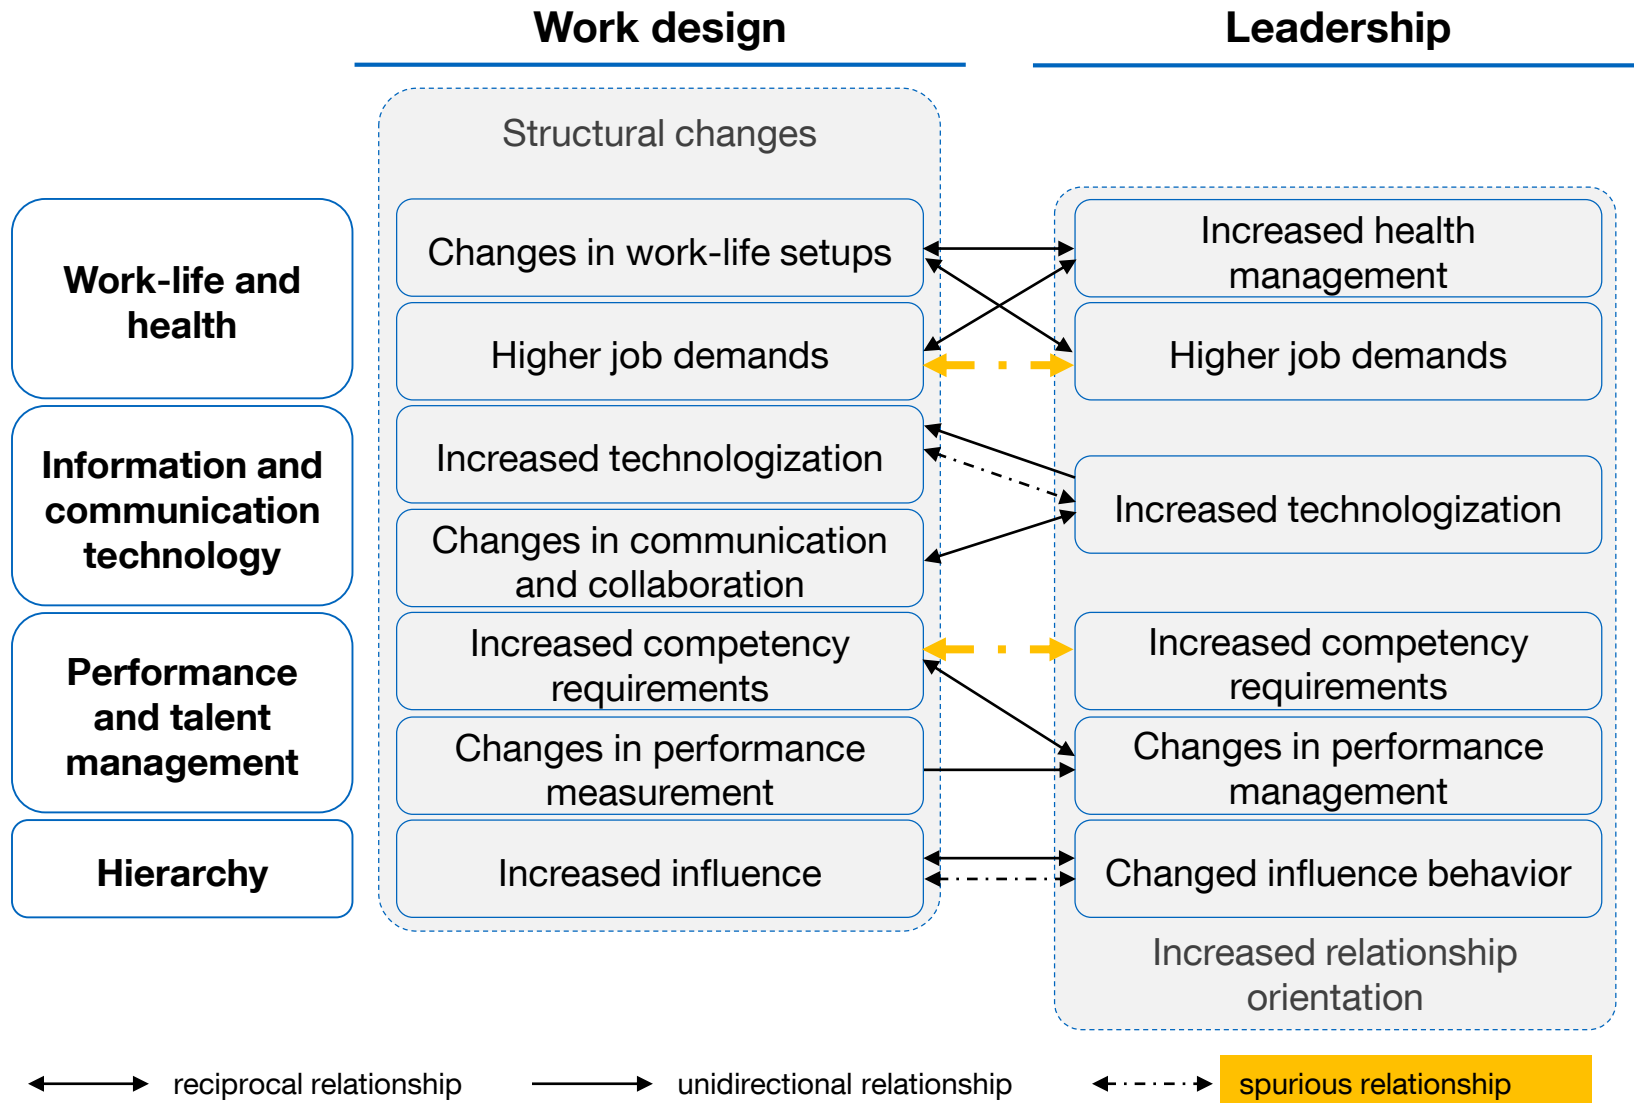 Work design
Leadership
Structural changes
Work-life and
health
Changes in work-life setups
Increased health
management
Higher job demands
Higher job demands
Information and
communication
technology
Increased technologization
Increased technologization
Changes in communication
and collaboration
Performance
and talent
management
Increased competency
requirements
Increased competency
requirements
Changes in performance
measurement
Changes in performance
management
Hierarchy
Increased influence
Changed influence behavior
Increased relationship
orientation
reciprocal relationship
unidirectional relationship
spurious relationship